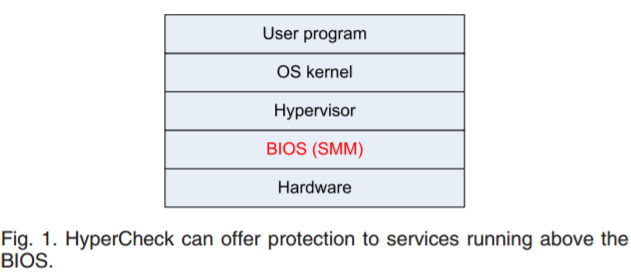 User program
OS kernel
Hypervisor
BIOS (SMM)
Hardware
Fig. 1. HyperCheck can offer protection to services running above the
BIOS.